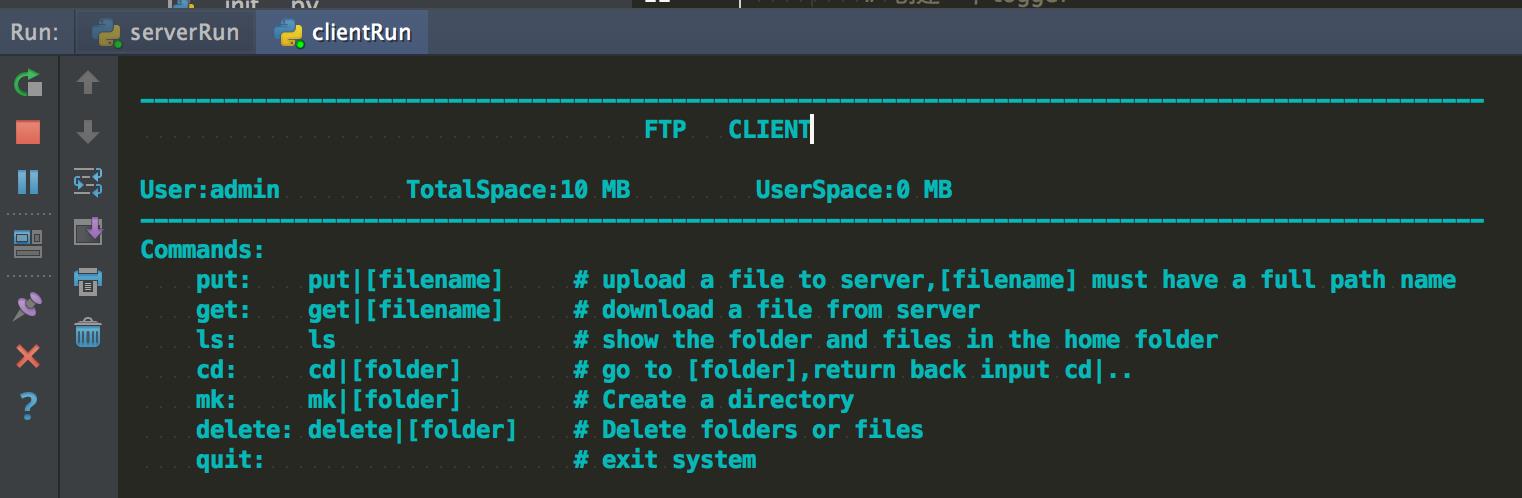 Run: serverRun clientRun
FTP CLIENT
User:admin TotalSpace:10 MB UserSpace:0 MB
Commands:
put: put|[filename] # upload a file to server,[filename] must have a full path name
get: get|[filename] # download a file from server
ls: ls # show the folder and files in the home folder
cd: cd|[folder] # go to [folder],return back input cd|..
mk: mk|[folder] # Create a directory
delete: delete|[folder] # Delete folders or files
quit: # exit system